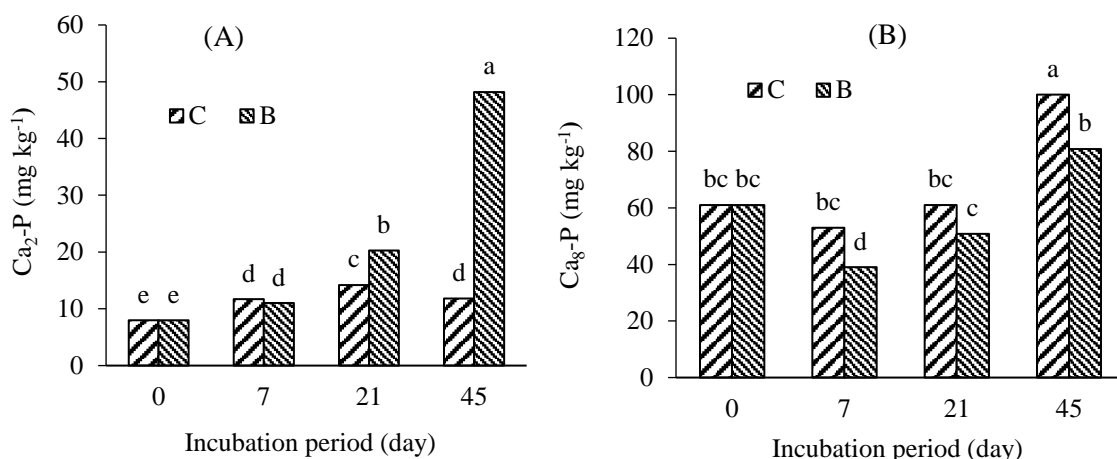 (A)
Ca₂-P (mg kg⁻¹)
60
50
40
30
20
10
0
C B
e e d d c b d a
0 7 21 45
Incubation period (day)
(B)
Ca₈-P (mg kg⁻¹)
120
100
80
60
40
20
0
C B
bc bc bc d bc c a b
0 7 21 45
Incubation period (day)